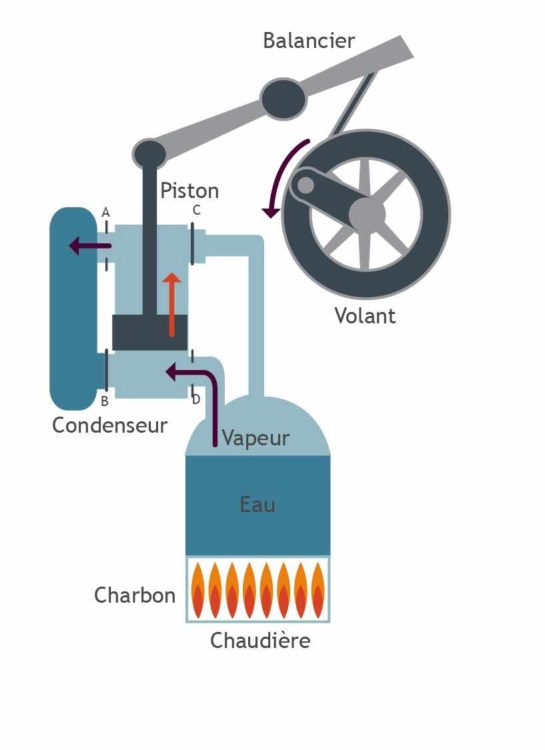 Balancier
Piston
A
C
Volant
B
D
Condenseur
Vapeur
Eau
Charbon
Chaudière